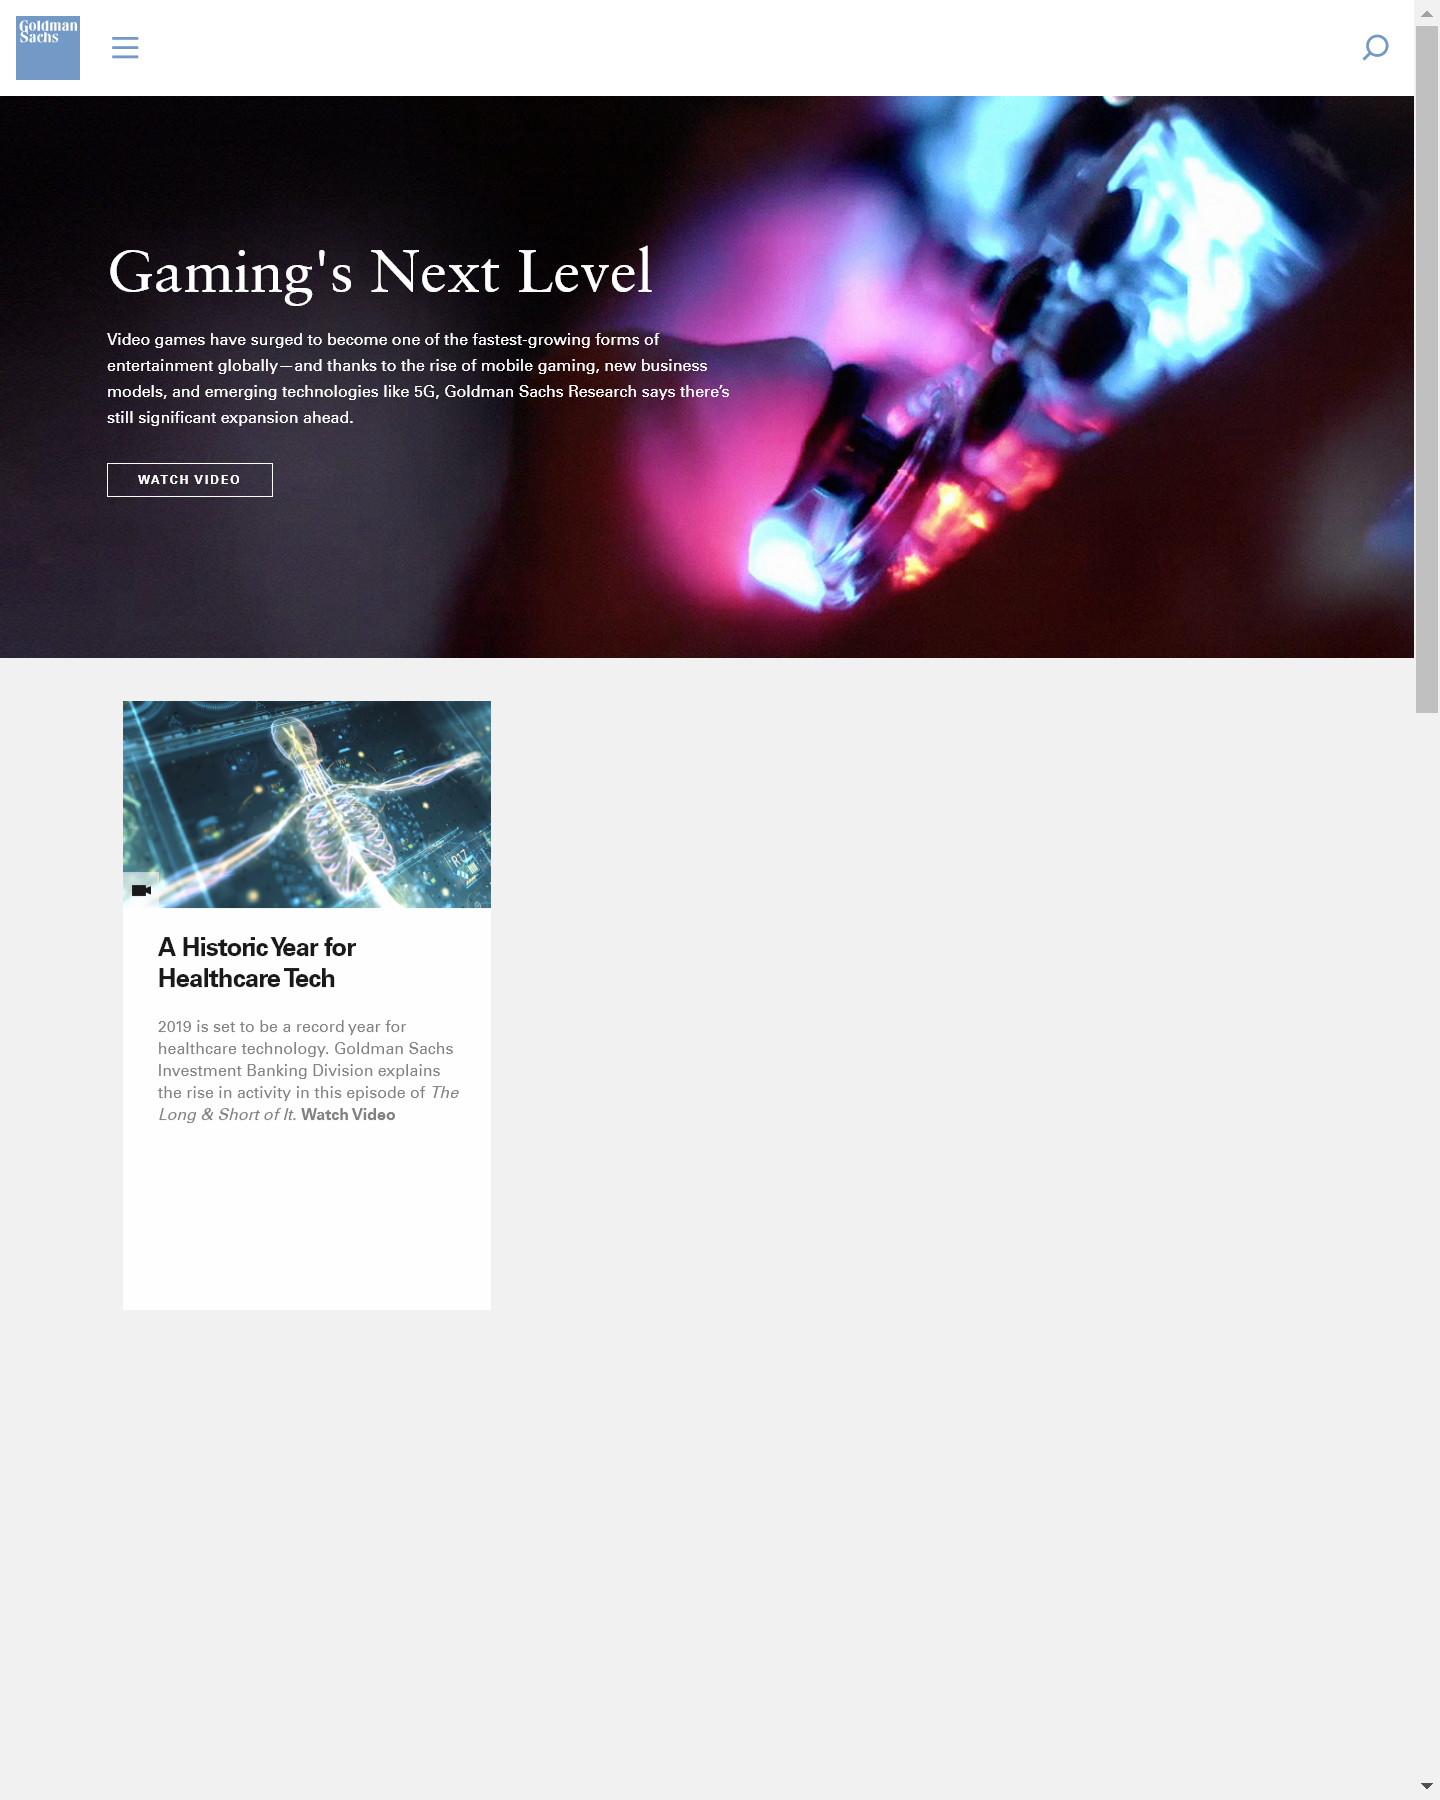 Goldman
Sachs
Gaming's Next Level
Video games have surged to become one of the fastest-growing forms of
entertainment globally—and thanks to the rise of mobile gaming, new business
models, and emerging technologies like 5G, Goldman Sachs Research says there’s
still significant expansion ahead.
WATCH VIDEO
R17
A Historic Year for
Healthcare Tech
2019 is set to be a record year for
healthcare technology. Goldman Sachs
Investment Banking Division explains
the rise in activity in this episode of The
Long & Short of It. Watch Video